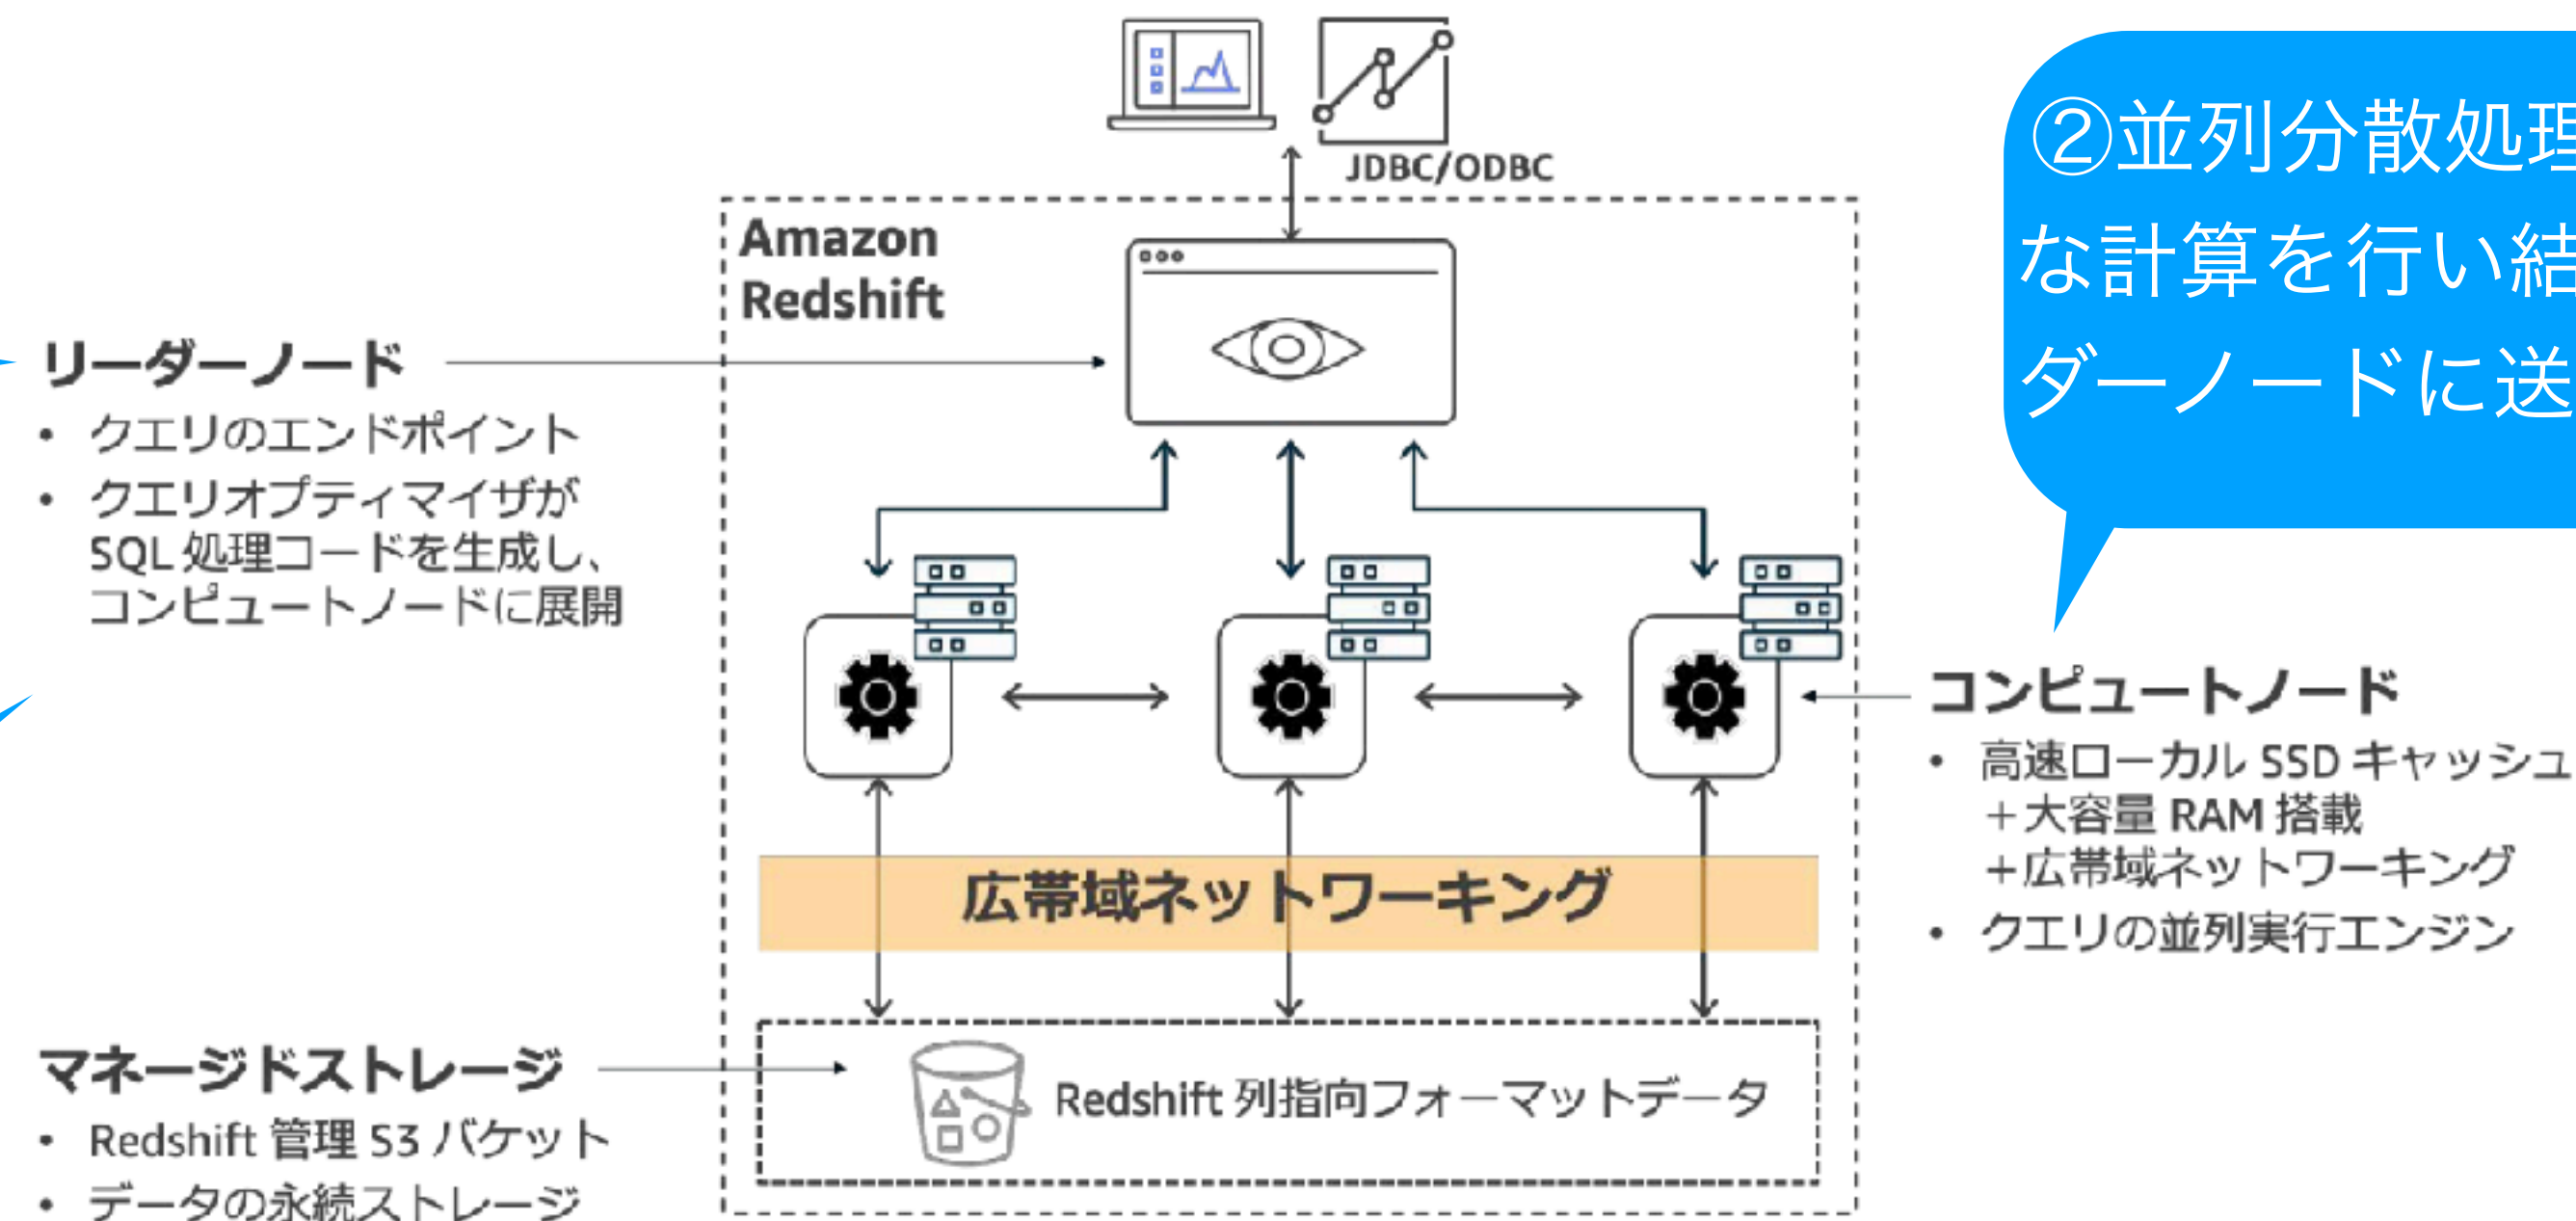 JDBC/ODBC
Amazon
Redshift
リーダーノード
• クエリのエンドポイント
• クエリオプティマイザが
SQL 処理コードを生成し、
コンピュートノードに展開
②並列分散処理
な計算を行い結
ダーノードに送
コンピュートノード
• 高速ローカル SSD キャッシュ
＋大容量 RAM 搭載
＋広帯域ネットワーキング
• クエリの並列実行エンジン
広帯域ネットワーキング
マネージドストレージ
• Redshift 管理 S3 バケット
• データの永続ストレージ
Redshift 列指向フォーマットデータ